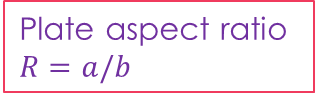 Plate aspect ratio
R = a/b